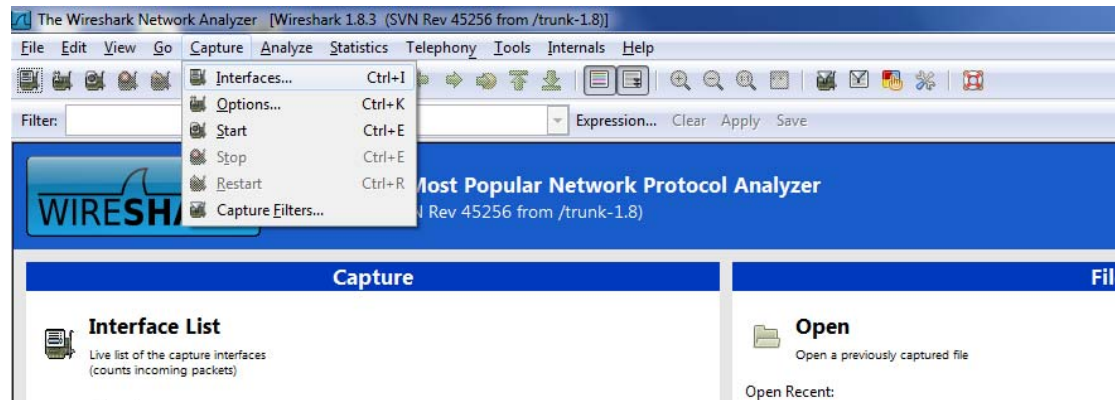 The Wireshark Network Analyzer [Wireshark 1.8.3 (SVN Rev 45256 from /trunk-1.8)]
File Edit View Go Capture Analyze Statistics Telephony Tools Internals Help
Interfaces... Ctrl+I
Options... Ctrl+K
Start Ctrl+E
Stop Ctrl+E
Restart Ctrl+R
Capture Filters...
Filter: Expression... Clear Apply Save
WIRESHA
Most Popular Network Protocol Analyzer
Rev 45256 from /trunk-1.8)
Capture
Interface List
Live list of the capture interfaces
(counts incoming packets)
Fil
Open
Open a previously captured file
Open Recent: